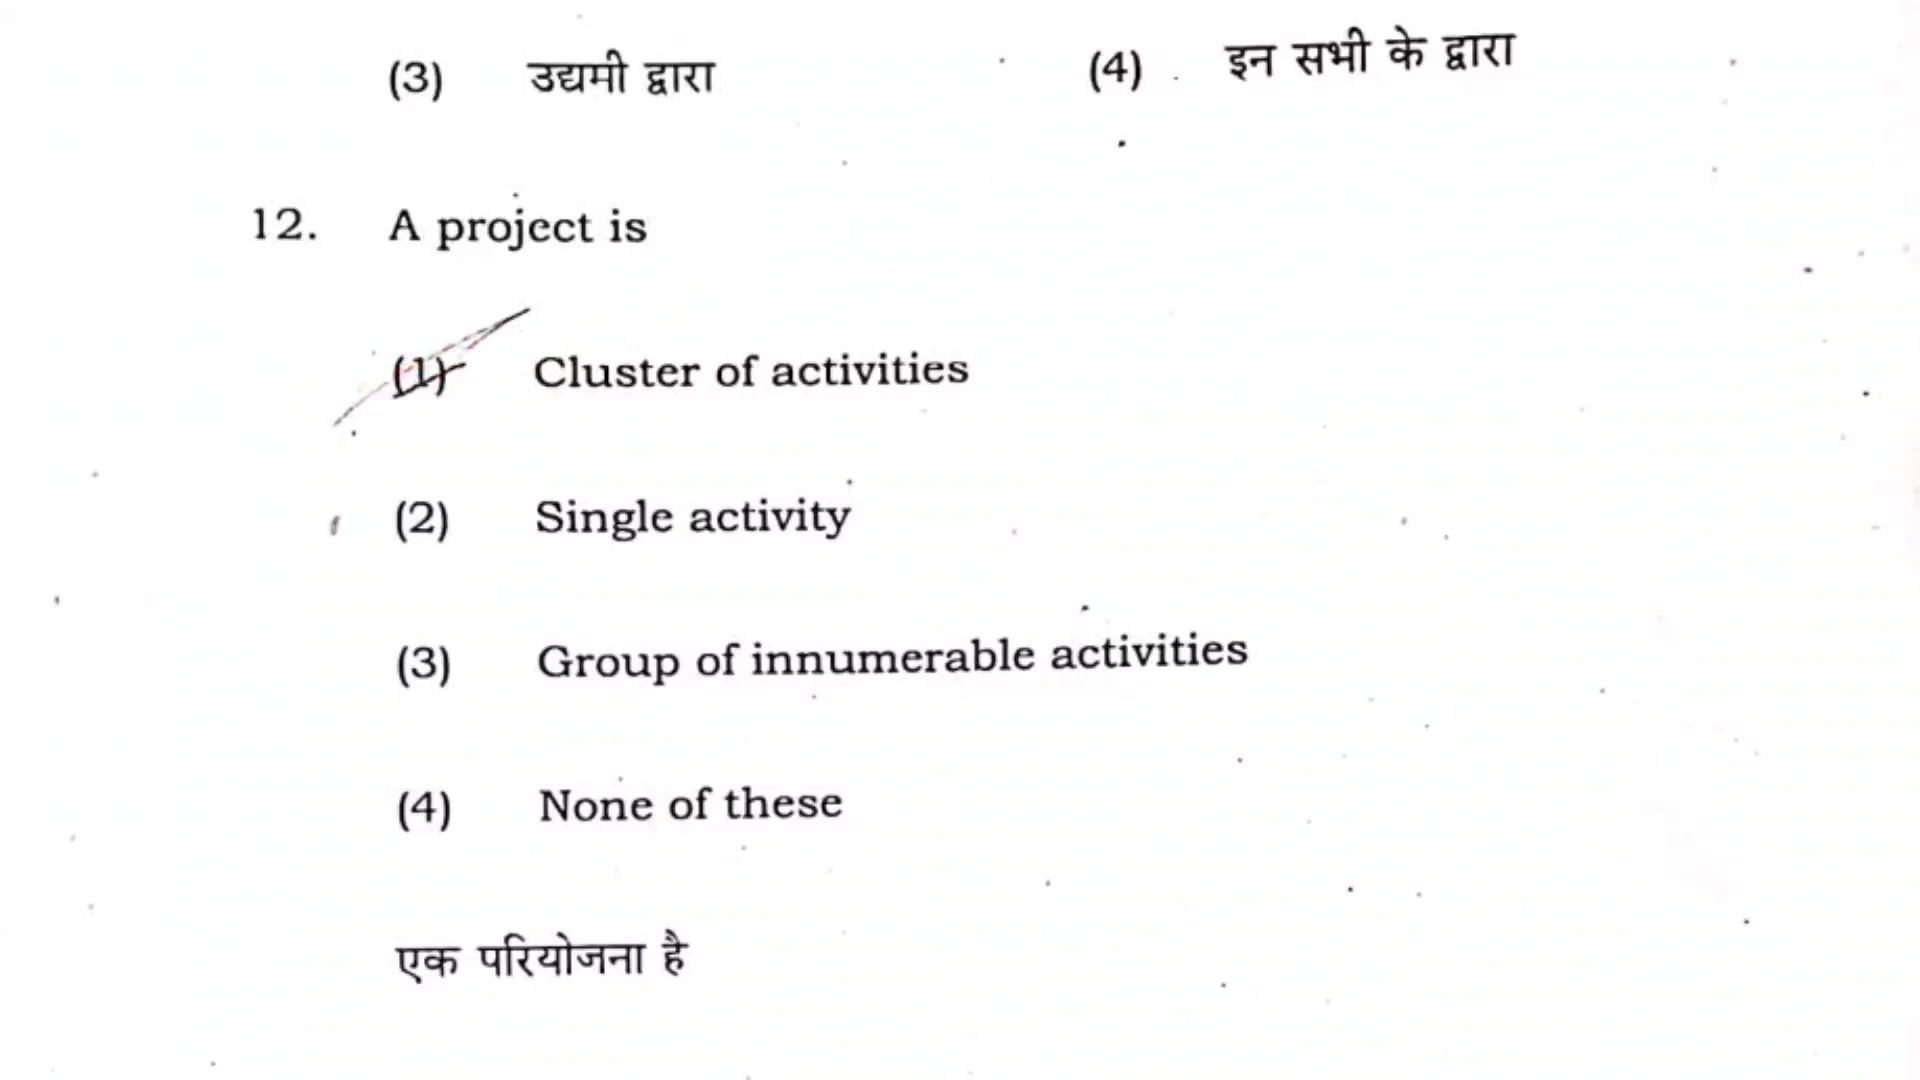 (3) उद्यमी द्वारा (4) इन सभी के द्वारा
12. A project is
(1) Cluster of activities
(2) Single activity
(3) Group of innumerable activities
(4) None of these
एक परियोजना है